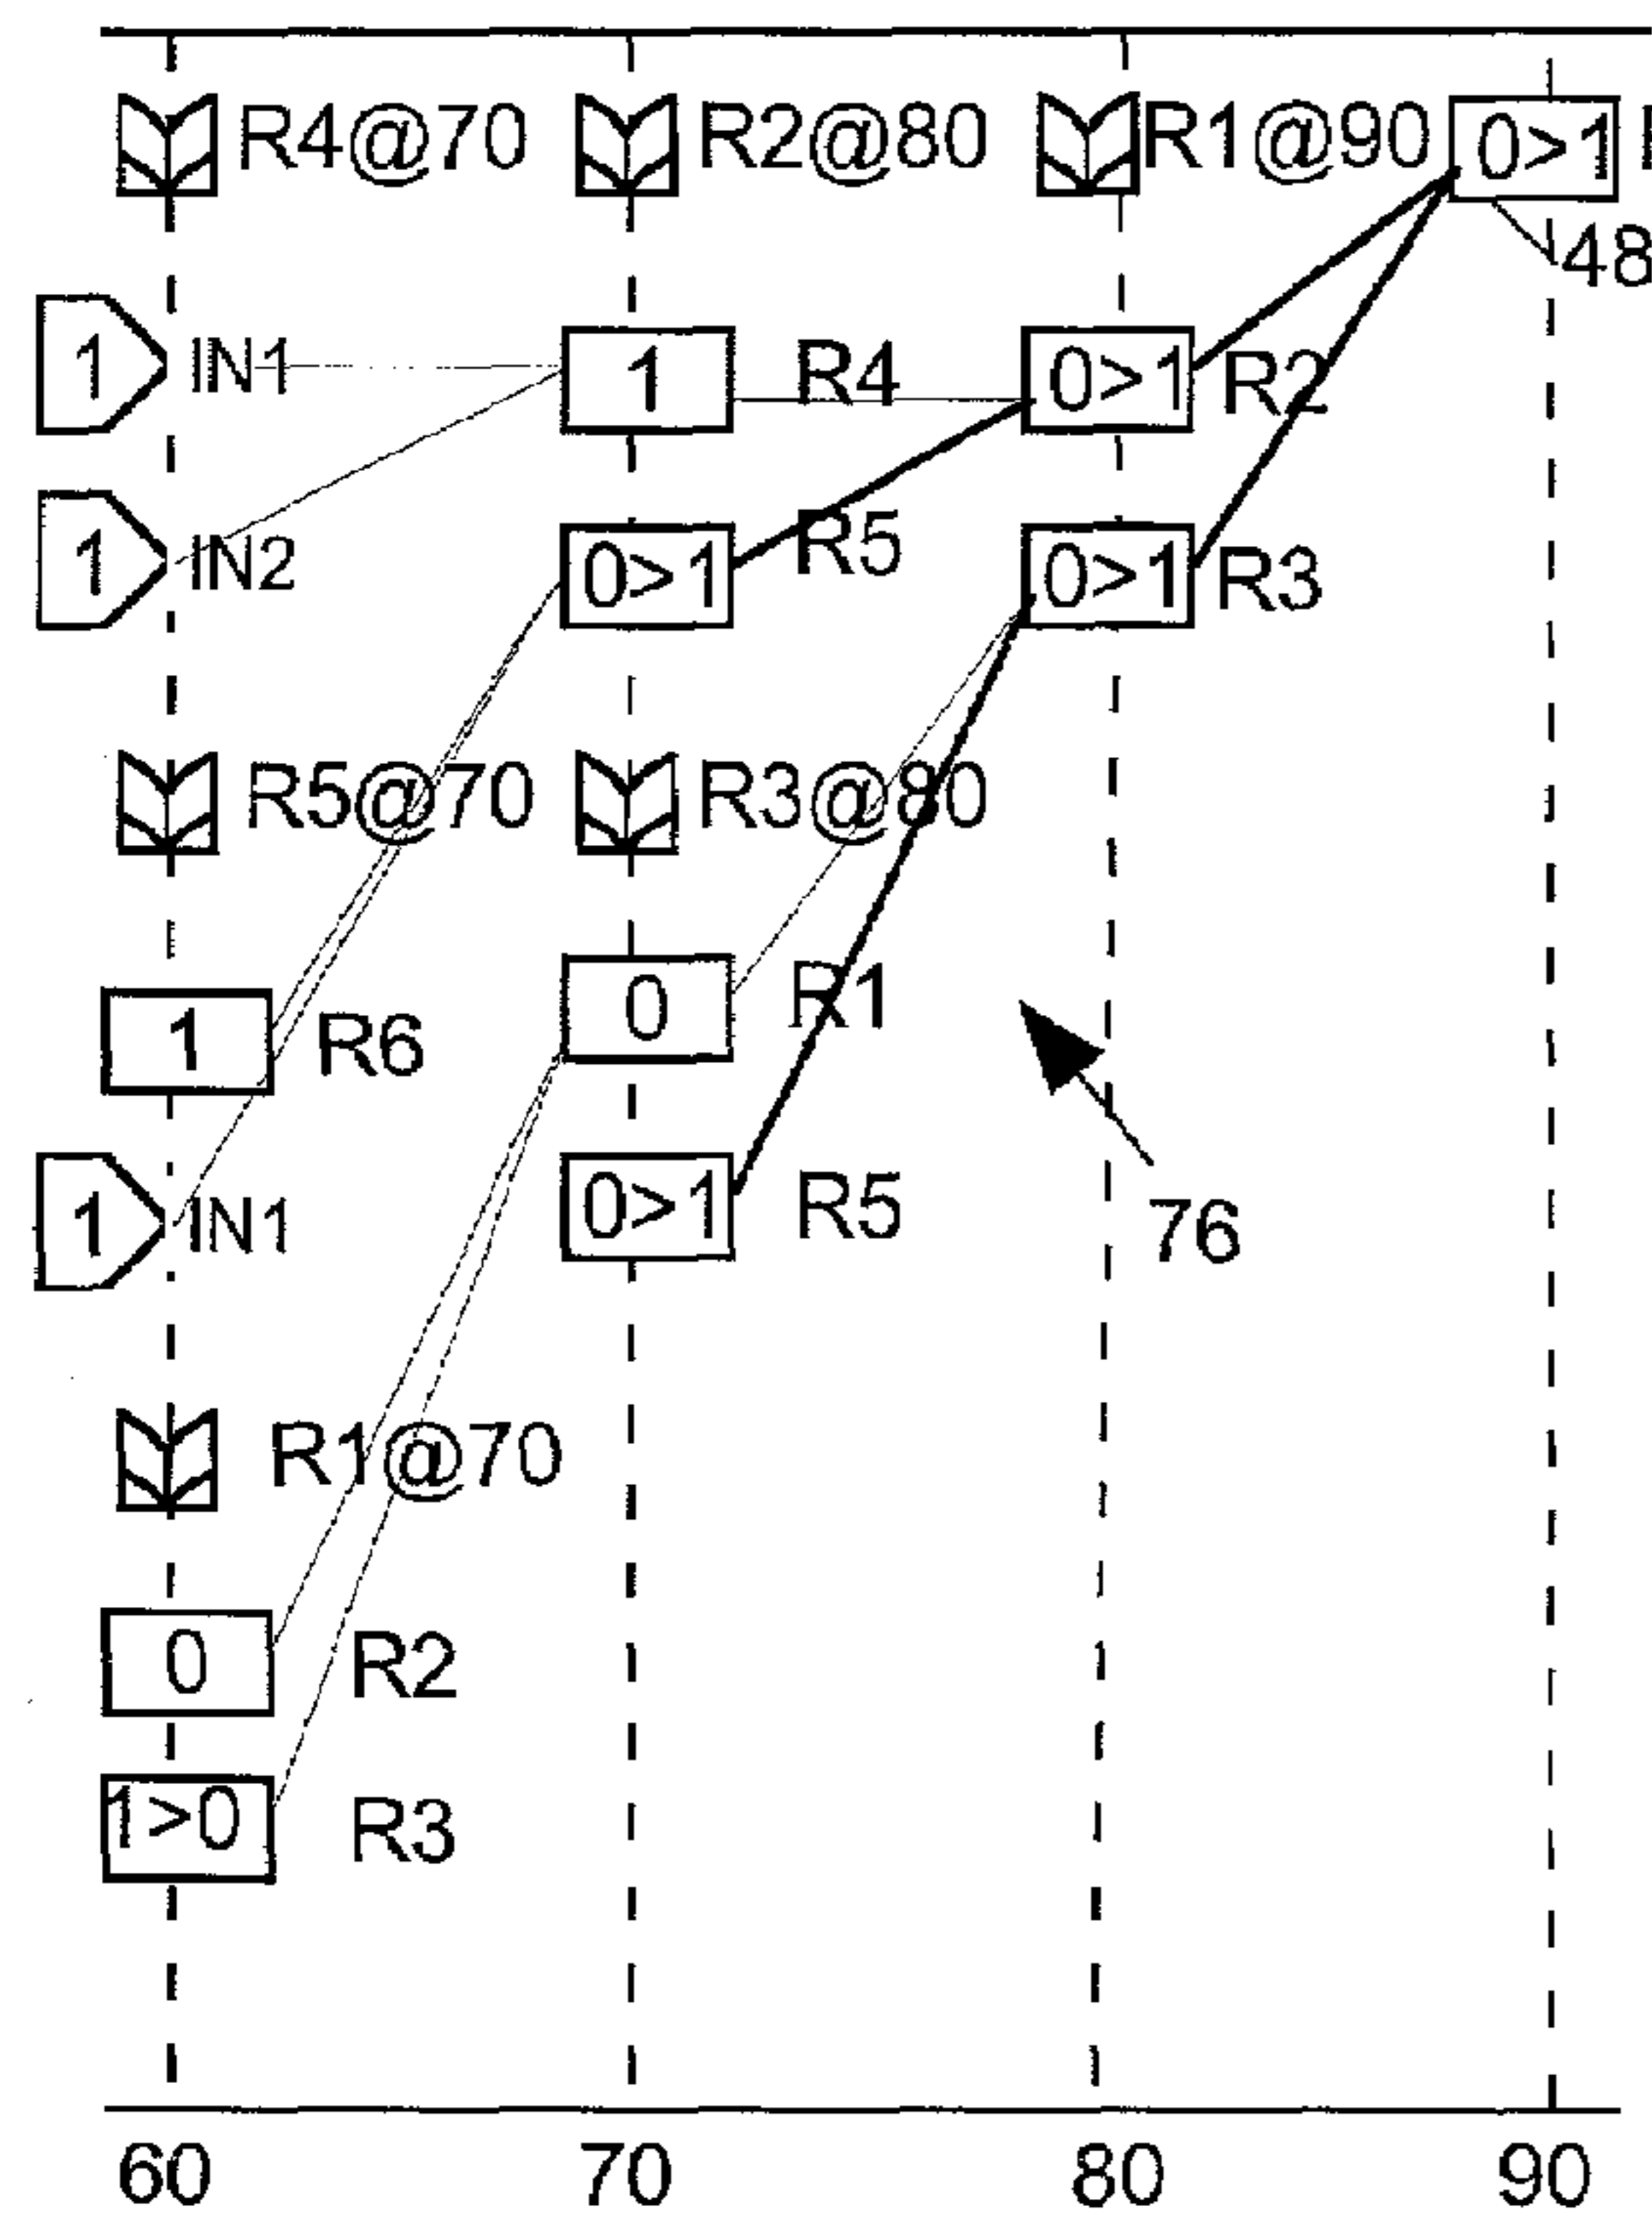 R4@70 R2@80 R1@90 0>1
48
1 IN1 1 R4 0>1 R2
1 IN2 0>1 R5 0>1 R3
R5@70 R3@80
1 R6 0 R1
1 IN1 0>1 R5 76
R1@70
0 R2
1>0 R3
60 70 80 90